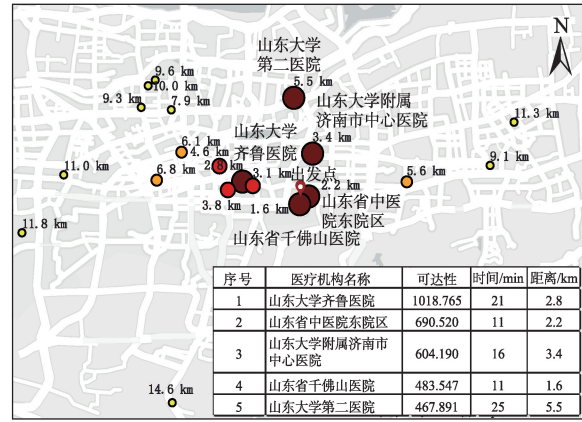 N
山东大学
第二医院
5.5 km
9.6 km
10.0 km
9.3 km
7.9 km
山东大学附属
济南市中心医院
11.3 km
山东大学
齐鲁医院
3.4 km
6.1 km
4.6 km
2.8 km
3.1 km
出发点
9.1 km
11.0 km
6.8 km
5.6 km
2.2 km
3.8 km
1.6 km
山东省中医
院东院区
11.8 km
山东省千佛山医院
14.6 km
序号 医疗机构名称 可达性 时间/min 距离/km
1 山东大学齐鲁医院 1018.765 21 2.8
2 山东省中医院东院区 690.520 11 2.2
3 山东大学附属济南市
中心医院 604.190 16 3.4
4 山东省千佛山医院 483.547 11 1.6
5 山东大学第二医院 467.891 25 5.5